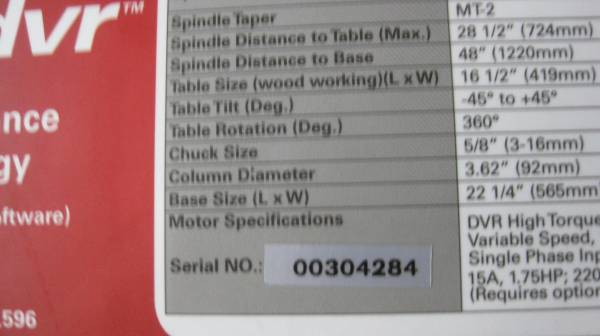 dvr™
nce
gy
ftware)
1596
Spindle Taper MT-2
Spindle Distance to Table (Max.) 28 1/2" (724mm)
Spindle Distance to Base 48" (1220mm)
Table Size (wood working)(L x W) 16 1/2" (419mm)
Table Tilt (Deg.) -45° to +45°
Table Rotation (Deg.) 360°
Chuck Size 5/8" (3-16mm)
Column Diameter 3.62" (92mm)
Base Size (L x W) 22 1/4" (565mm)
Motor Specifications DVR High Torque
Variable Speed,
Single Phase Inp
15A, 1.75HP; 220
(Requires option
Serial NO.: 00304284